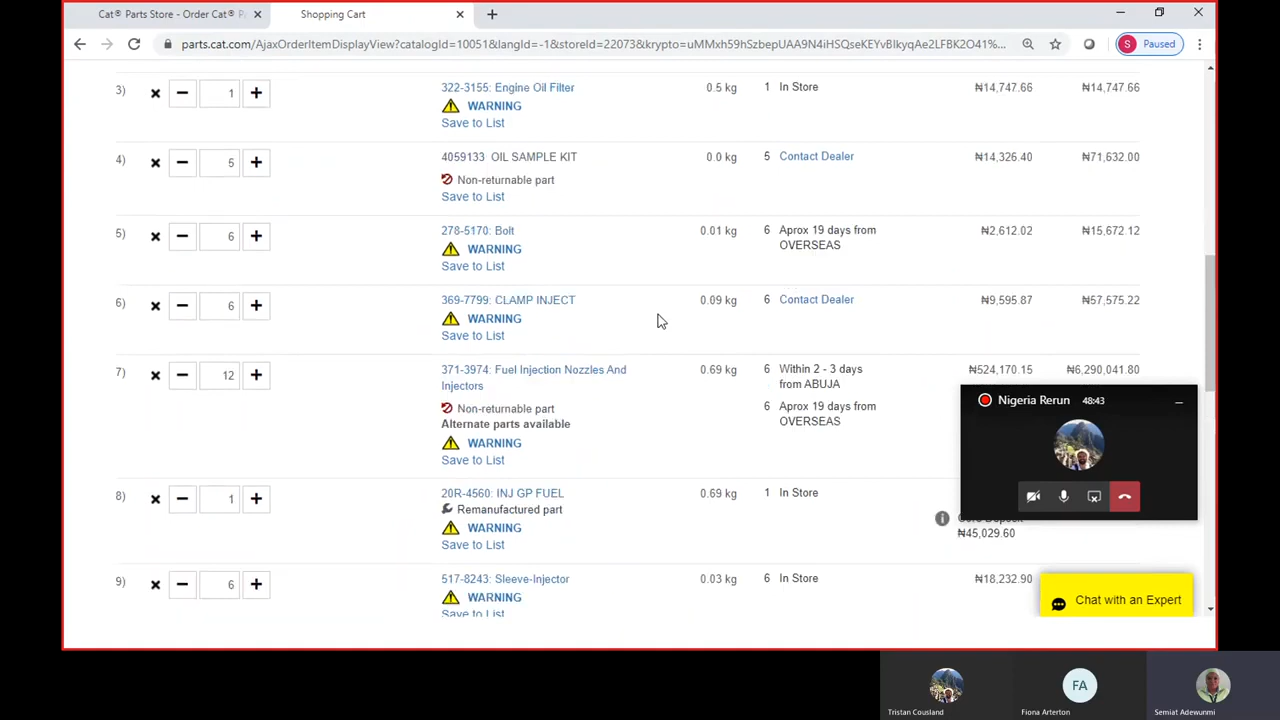 Cat® Parts Store - Order Cat® P
Shopping Cart
parts.cat.com/AjaxOrderItemDisplayView?catalogId=10051&langId=-1&storeId=22073&krypto=
S Paused
3) 1 322-3155: Engine Oil Filter 0.5 kg 1 In Store ₦14,747.66 ₦14,747.66
WARNING
Save to List
4) 5 4059133 OIL SAMPLE KIT 0.0 kg 5 Contact Dealer ₦14,326.40 ₦71,632.00
Non-returnable part
Save to List
5) 6 278-5170: Bolt 0.01 kg 6 Aprox 19 days from ₦2,612.02 ₦15,672.12
OVERSEAS
WARNING
Save to List
6) 6 369-7799: CLAMP INJECT 0.09 kg 6 Contact Dealer ₦9,595.87 ₦57,575.22
WARNING
Save to List
7) 12 371-3974: Fuel Injection Nozzles And 0.69 kg 6 Within 2 - 3 days ₦524,170.15 ₦6,290,041.80
Injectors from ABUJA
Non-returnable part 6 Aprox 19 days from
Alternate parts available OVERSEAS
WARNING
Save to List
Nigeria Rerun 48:43
8) 1 20R-4560: INJ GP FUEL 0.69 kg 1 In Store
Remanufactured part
WARNING ₦45,029.60
Save to List
9) 6 517-8243: Sleeve-Injector 0.03 kg 6 In Store ₦18,232.90
WARNING
Save to List
Chat with an Expert
FA
Tristan Cousland
Fiona Arterton
Semiat Adewunmi